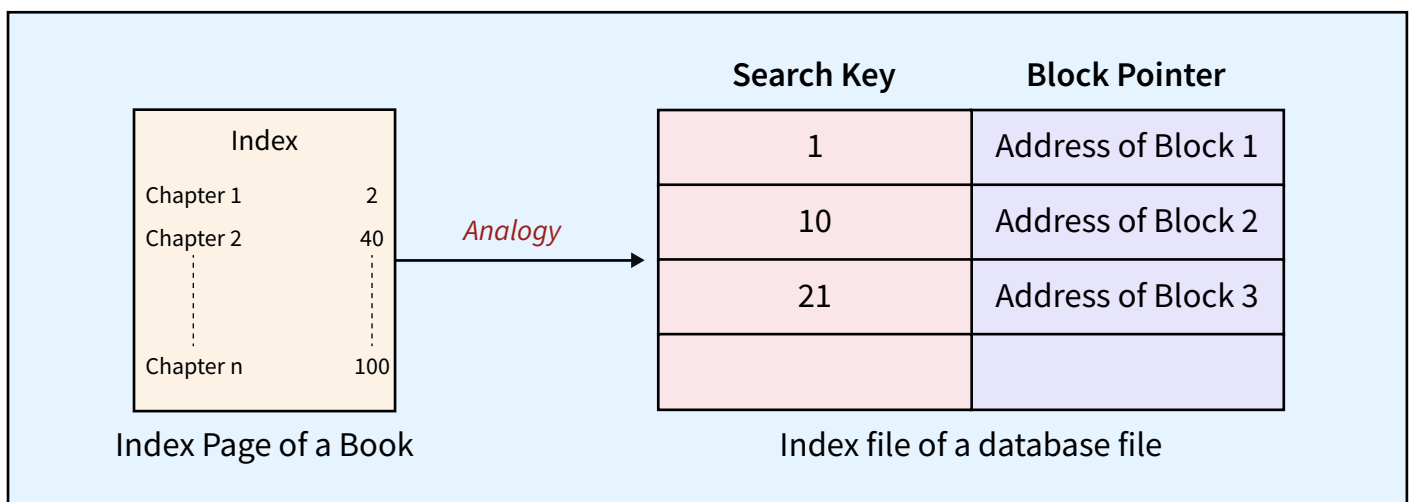 Index
Chapter 1 2
Chapter 2 40
Chapter n 100
Index Page of a Book
Analogy
Search Key Block Pointer
1 Address of Block 1
10 Address of Block 2
21 Address of Block 3
Index file of a database file